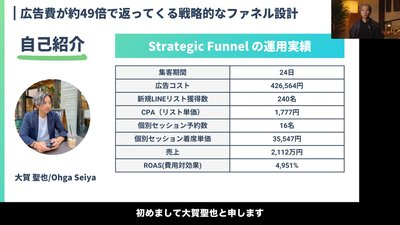 広告費が約49倍で返ってくる戦略的なファネル設計
自己紹介
Strategic Funnel の運用実績
集客期間 24日
広告コスト 426,564円
新規LINEリスト獲得数 240名
CPA（リスト単価） 1,777円
個別セッション予約数 16名
個別セッション着席単価 35,547円
売上 2,112万円
ROAS(費用対効果) 4,951%
大賀 聖也/Ohga Seiya
初めまして大賀聖也と申します